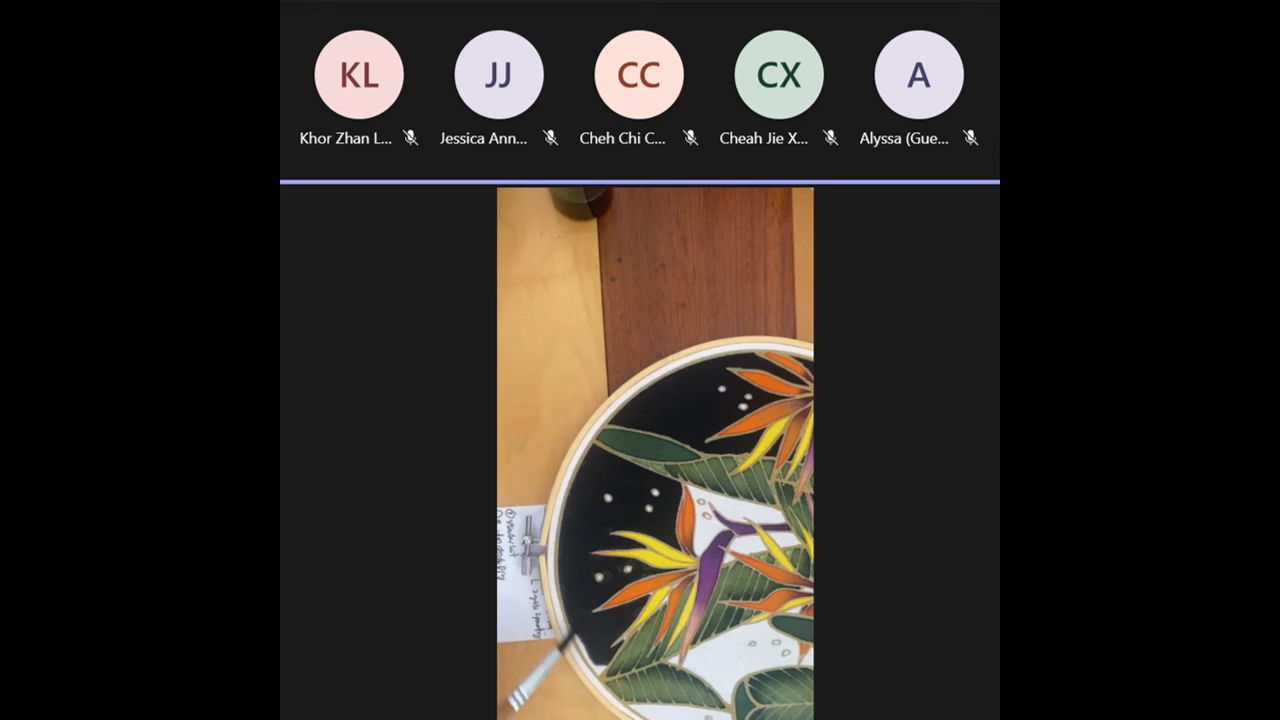 KL
JJ
CC
CX
A
Khor Zhan L...
Jessica Ann...
Cheh Chi C...
Cheah Jie X...
Alyssa (Gue...